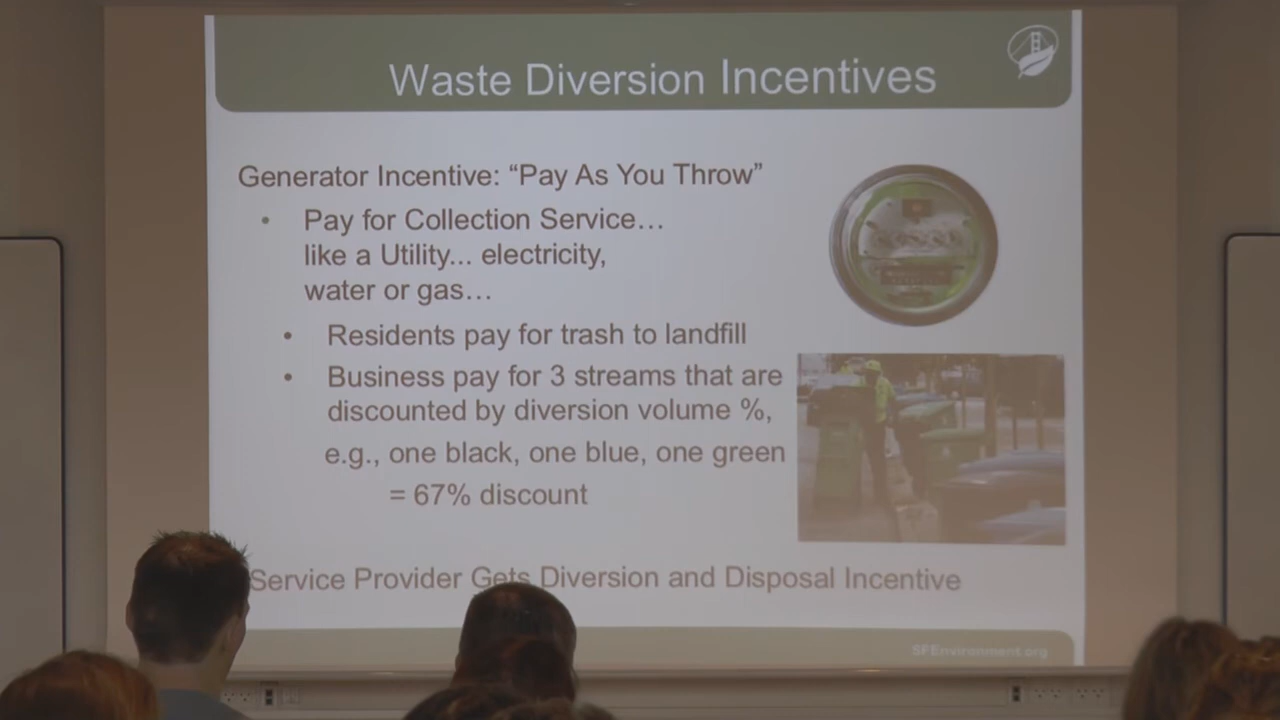 Waste Diversion Incentives
Generator Incentive: “Pay As You Throw”
• Pay for Collection Service…
like a Utility... electricity,
water or gas…
• Residents pay for trash to landfill
• Business pay for 3 streams that are
discounted by diversion volume %,
e.g., one black, one blue, one green
= 67% discount
Service Provider Gets Diversion and Disposal Incentive
SFEnvironment.org